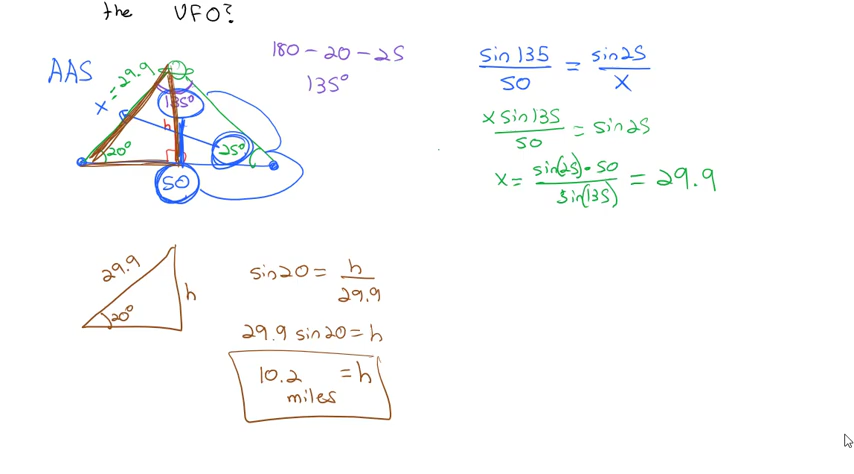 the UFO?
AAS
x = 29.9
135°
h
20°
25°
50
180 - 20 - 25
135°
sin 135 / 50 = sin 25 / x
x sin 135 / 50 = sin 25
x = sin(25) • 50 / sin(135) = 29.9
29.9
h
20°
sin 20 = h / 29.9
29.9 sin 20 = h
10.2 = h
miles